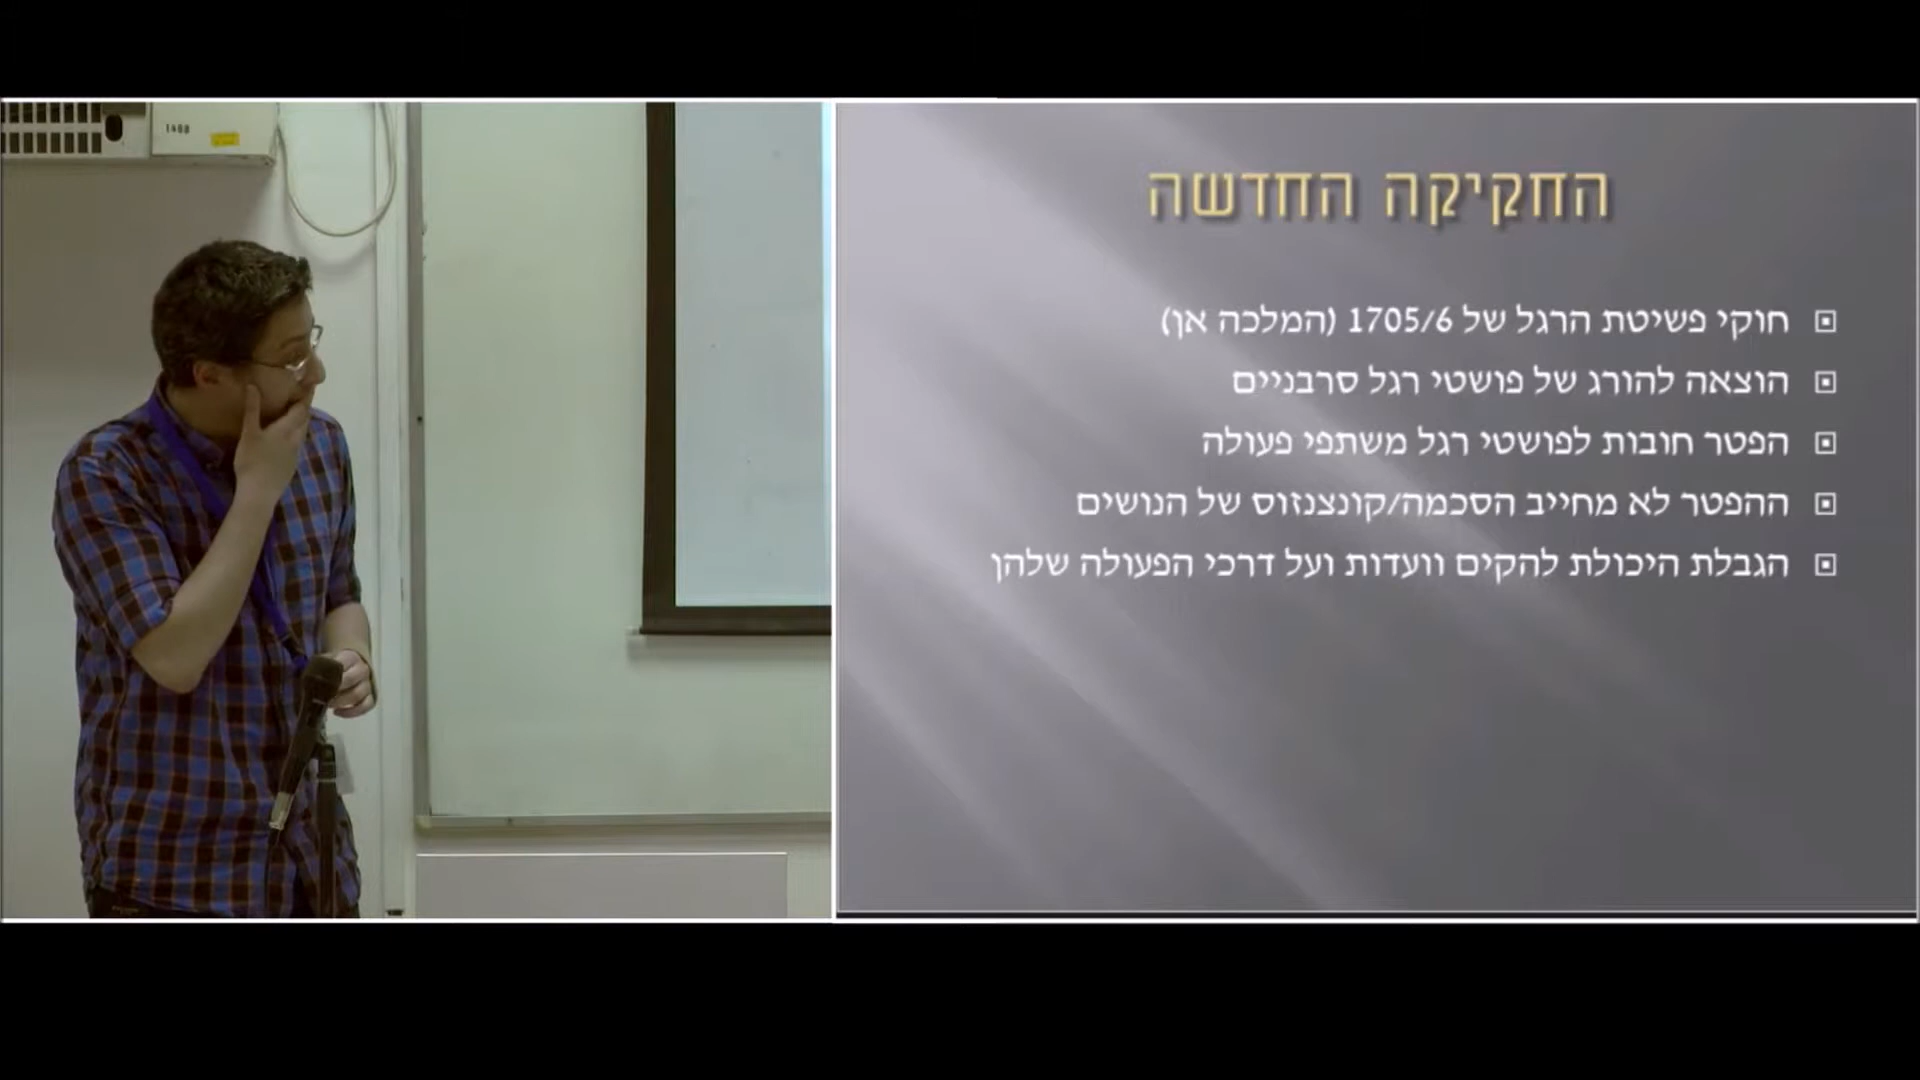 1488
החקיקה החדשה
חוקי פשיטת הרגל של 1705/6 (המלכה אן)
הוצאה להורג של פושטי רגל סרבניים
הפטר חובות לפושטי רגל משתפי פעולה
ההפטר לא מחייב הסכמה/קונצנזוס של הנושים
הגבלת היכולת להקים וועדות ועל דרכי הפעולה שלהן